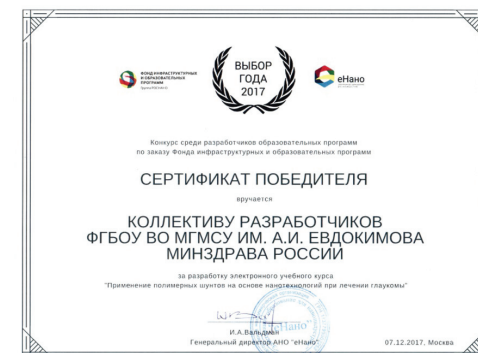 ФОНД ИНФРАСТРУКТУРНЫХ
И ОБРАЗОВАТЕЛЬНЫХ
ПРОГРАММ
ВЫБОР
ГОДА
2017
еНано
Конкурс среди разработчиков образовательных программ
по заказу Фонда инфраструктурных и образовательных программ
СЕРТИФИКАТ ПОБЕДИТЕЛЯ
вручается
КОЛЛЕКТИВУ РАЗРАБОТЧИКОВ
ФГБОУ ВО МГМСУ ИМ. А.И. ЕВДОКИМОВА
МИНЗДРАВА РОССИИ
за разработку электронного учебного курса
"Применение полимерных шунтов на основе нанотехнологий при лечении глаукомы"
И.А.Вальдман
Генеральный директор АНО "еНано"
07.12.2017, Москва
"еНано"